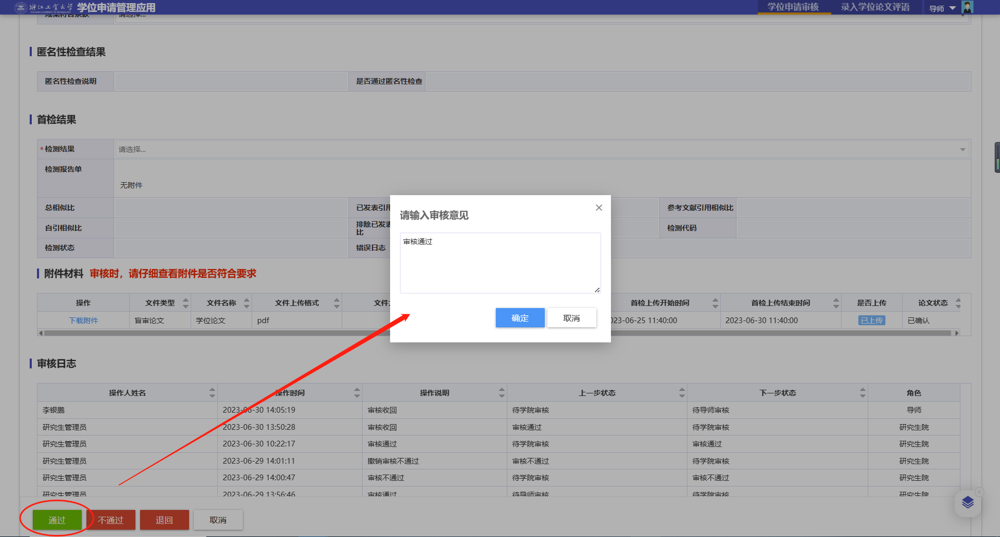 浙江工业大学 学位申请管理应用 学位申请审核 录入学位论文评语 导师
成果符合条款 请选择...
匿名性检查结果
匿名性检查说明 是否通过匿名性检查
首检结果
*检测结果 请选择...
检测报告单
无附件
总相似比 已发表引用 参考文献引用相似比
自引相似比 排除已发表
比 检测代码
检测状态 错误日志
请输入审核意见
审核通过
确定 取消
附件材料 审核时，请仔细查看附件是否符合要求
操作 文件类型 文件名称 文件上传格式 文件大 首检上传开始时间 首检上传结束时间 是否上传 论文状态
下载附件 盲审论文 学位论文 pdf 023-06-25 11:40:00 2023-06-30 11:40:00 已上传 已确认
审核日志
操作人姓名 操作时间 操作说明 上一步状态 下一步状态 角色
李银鹏 2023-06-30 14:05:19 审核收回 待学院审核 待导师审核 导师
研究生管理员 2023-06-30 13:50:28 审核收回 审核通过 待学院审核 研究生院
研究生管理员 2023-06-30 10:22:17 审核通过 待学院审核 审核通过 研究生院
研究生管理员 2023-06-29 14:01:11 撤销审核不通过 审核不通过 待学院审核 研究生院
研究生管理员 2023-06-29 14:00:47 审核不通过 待学院审核 审核不通过 研究生院
研究生管理员 2023-06-29 13:56:46 审核通过 待导师审核 待学院审核 研究生院
通过 不通过 退回 取消